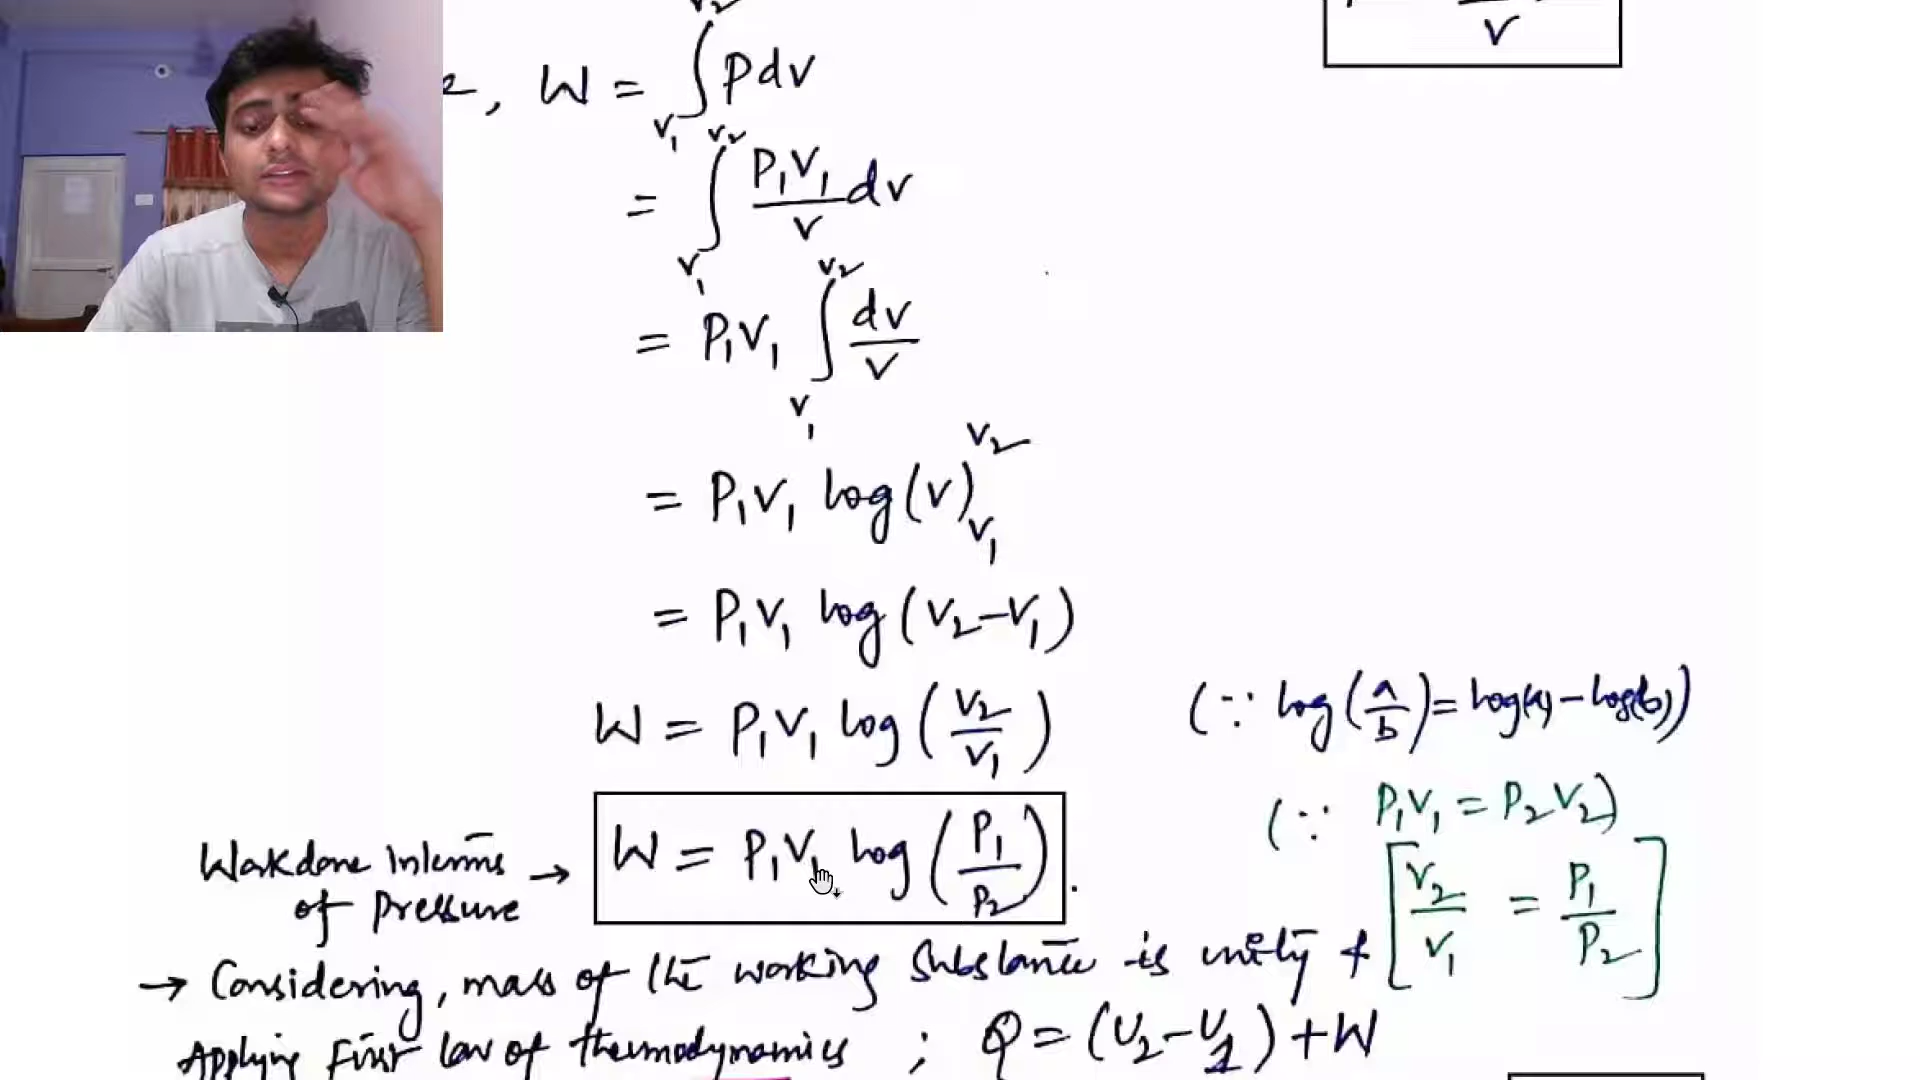 V
, W = ∫_{V1}^{V2} P dv
= ∫_{V1}^{V2} P1V1/V dv
= P1V1 ∫_{V1}^{V2} dv/V
= P1V1 log(V)_{V1}^{V2}
= P1V1 log(V2-V1)
W = P1V1 log(V2/V1) (∵ log(a/b) = log(a) - log(b))
(∵ P1V1 = P2V2)
Workdone Interms of Pressure → W = P1V1 log(P1/P2). [V2/V1 = P1/P2]
→ Considering, mass of the working substance is unity &
Applying First law of thermodynamics ; Q = (U2-U1) + W